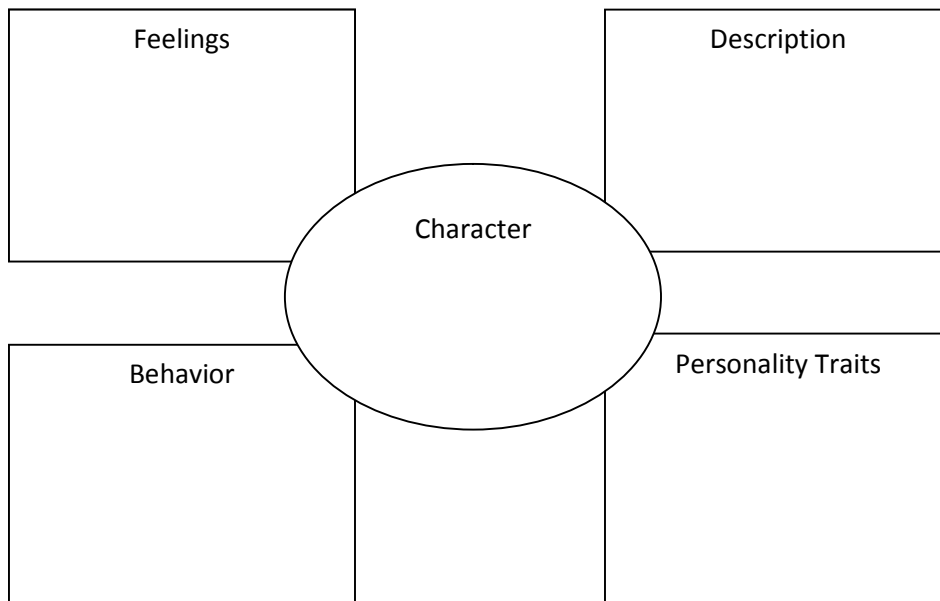 Feelings
Description
Character
Behavior
Personality Traits